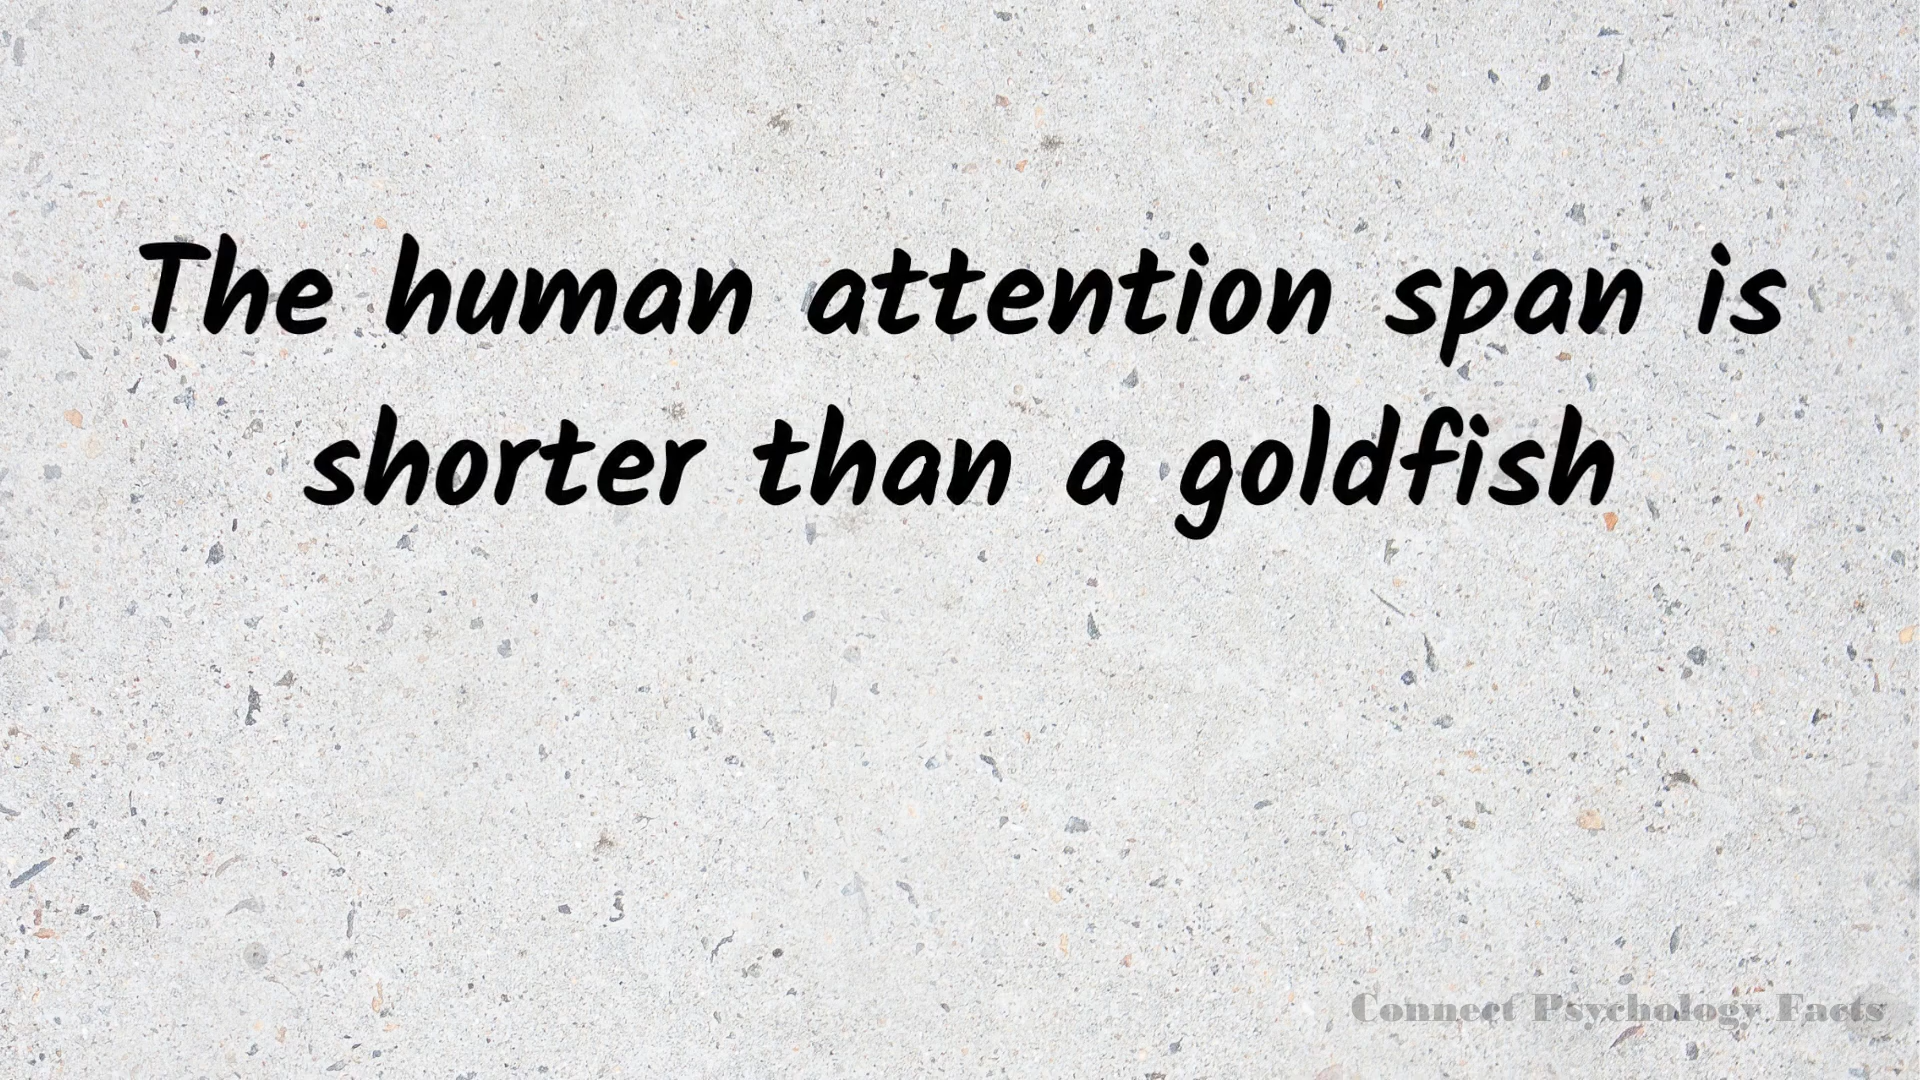 The human attention span is
shorter than a goldfish
Connect Psychology Facts